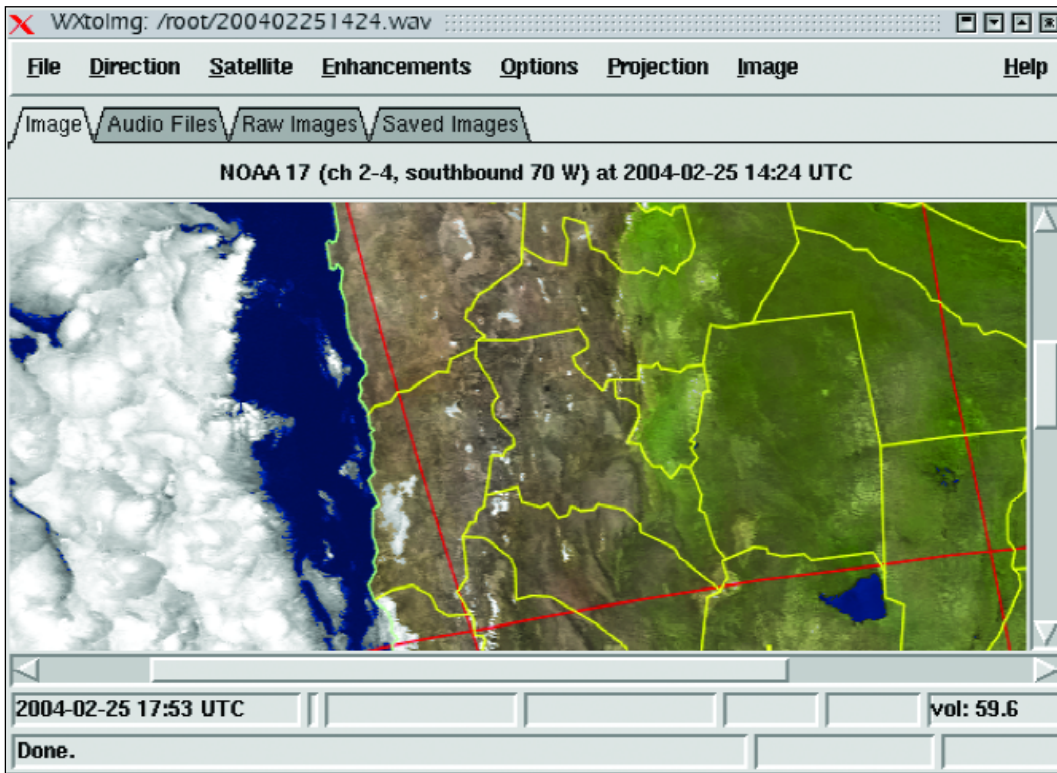 WXtoImg: /root/200402251424.wav
File Direction Satellite Enhancements Options Projection Image Help
Image Audio Files Raw Images Saved Images
NOAA 17 (ch 2-4, southbound 70 W) at 2004-02-25 14:24 UTC
2004-02-25 17:53 UTC vol: 59.6
Done.